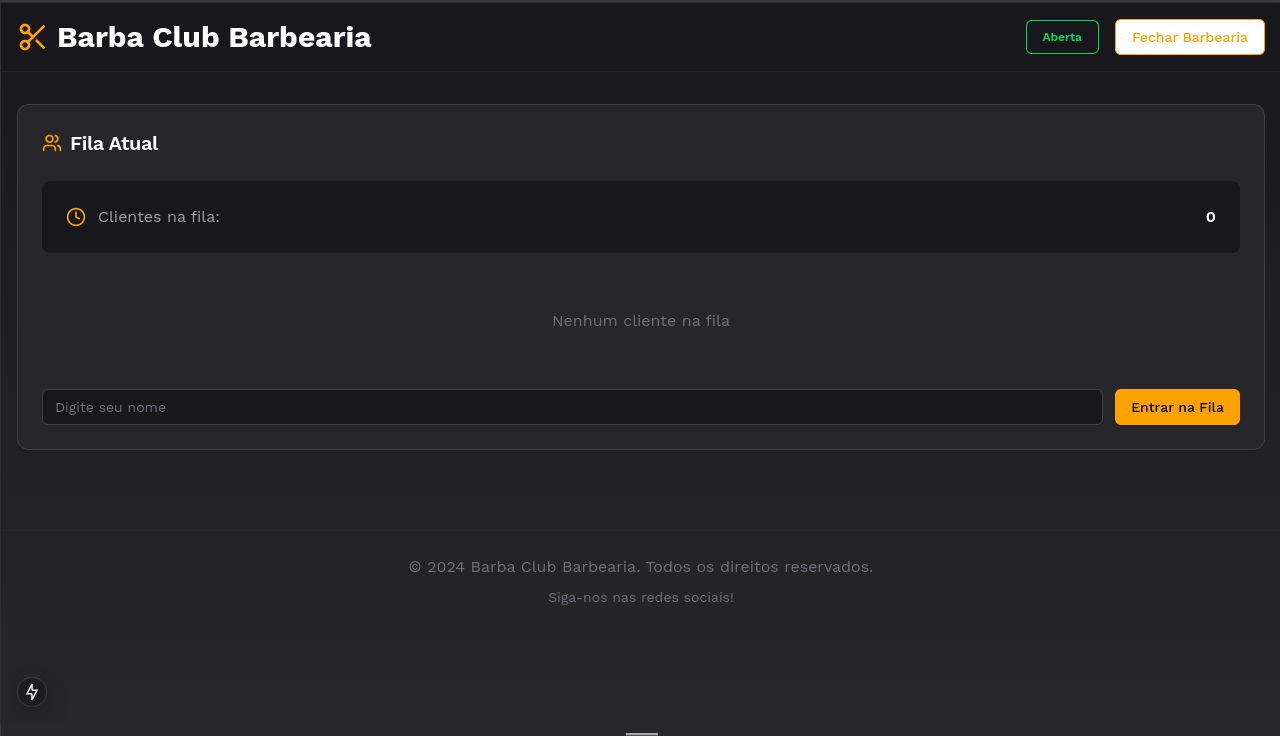 Barba Club Barbearia
Aberta
Fechar Barbearia
Fila Atual
Clientes na fila:
0
Nenhum cliente na fila
Digite seu nome
Entrar na Fila
© 2024 Barba Club Barbearia. Todos os direitos reservados.
Siga-nos nas redes sociais!